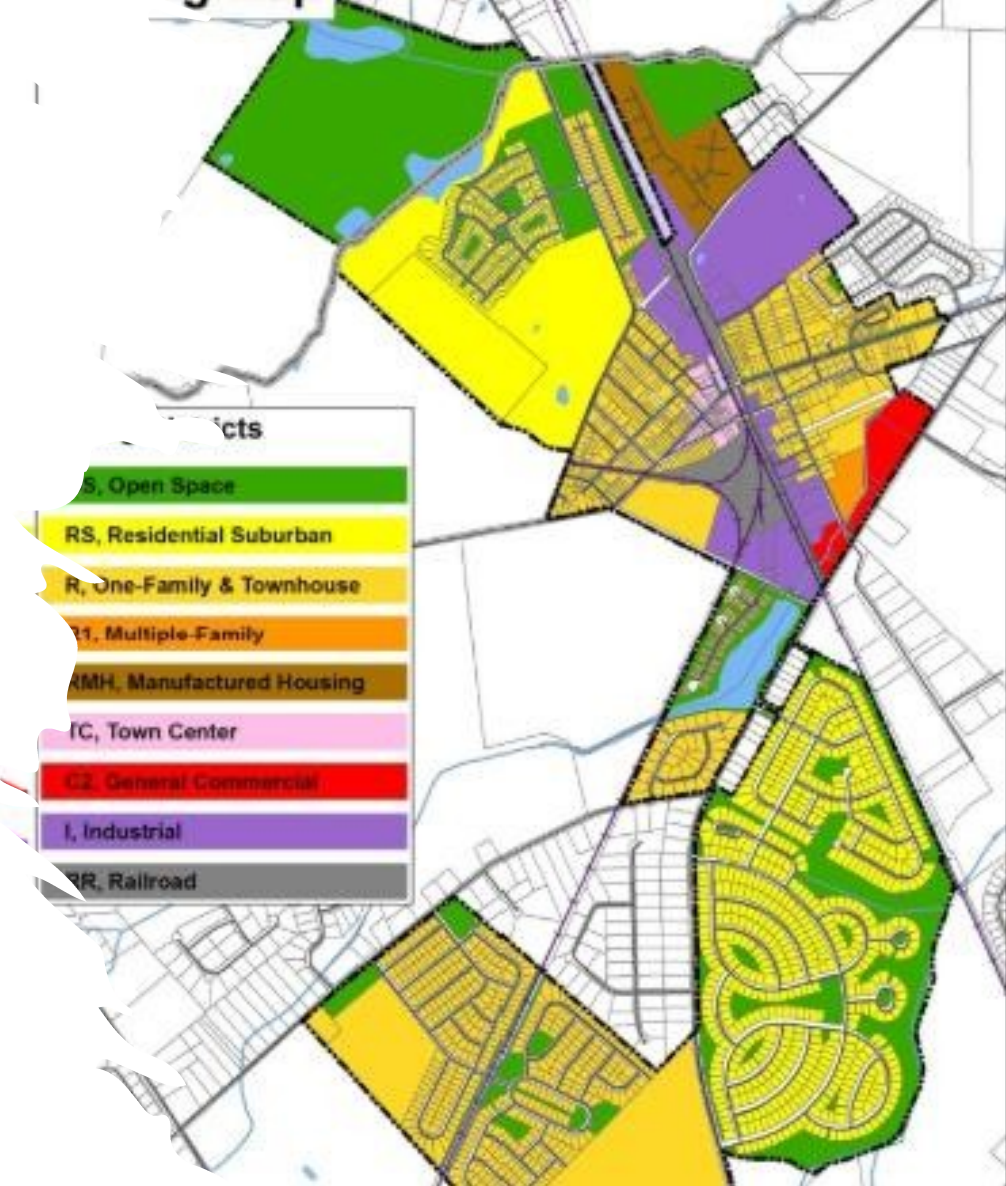 icts
S, Open Space
RS, Residential Suburban
R, One-Family & Townhouse
R1, Multiple-Family
RMH, Manufactured Housing
TC, Town Center
C2, General Commercial
I, Industrial
RR, Railroad